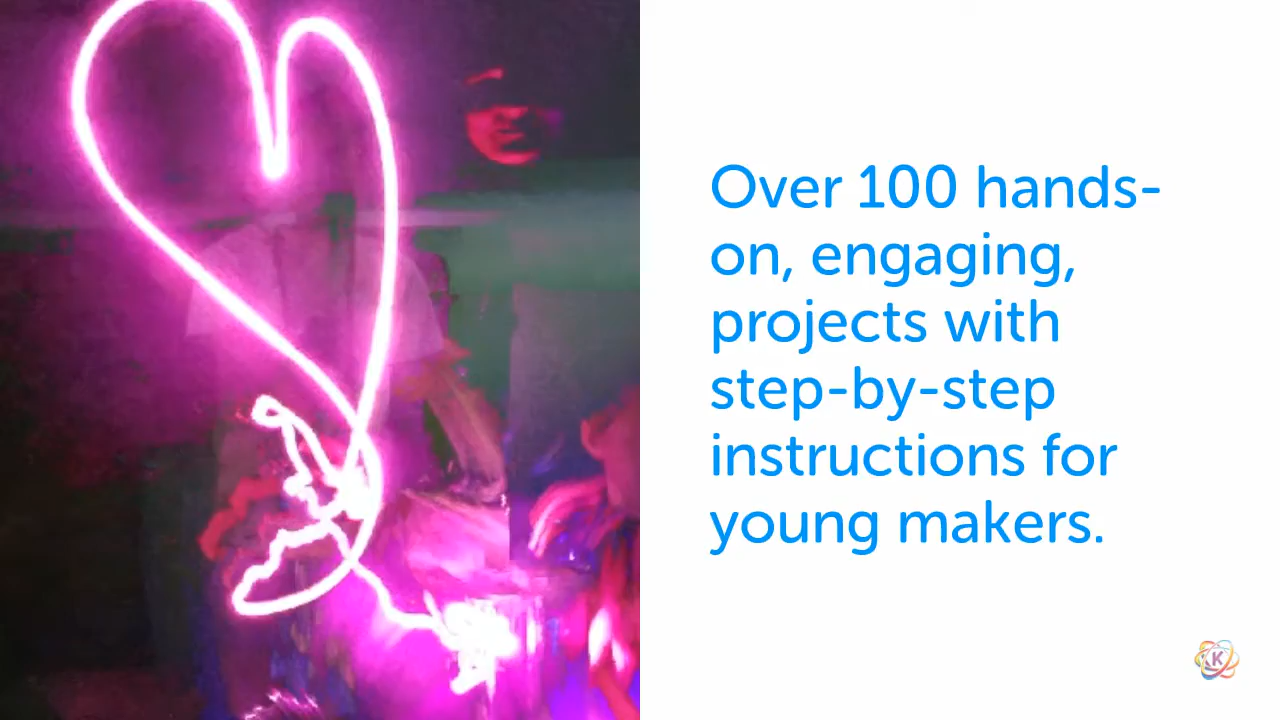 Over 100 hands-
on, engaging,
projects with
step-by-step
instructions for
young makers.
K